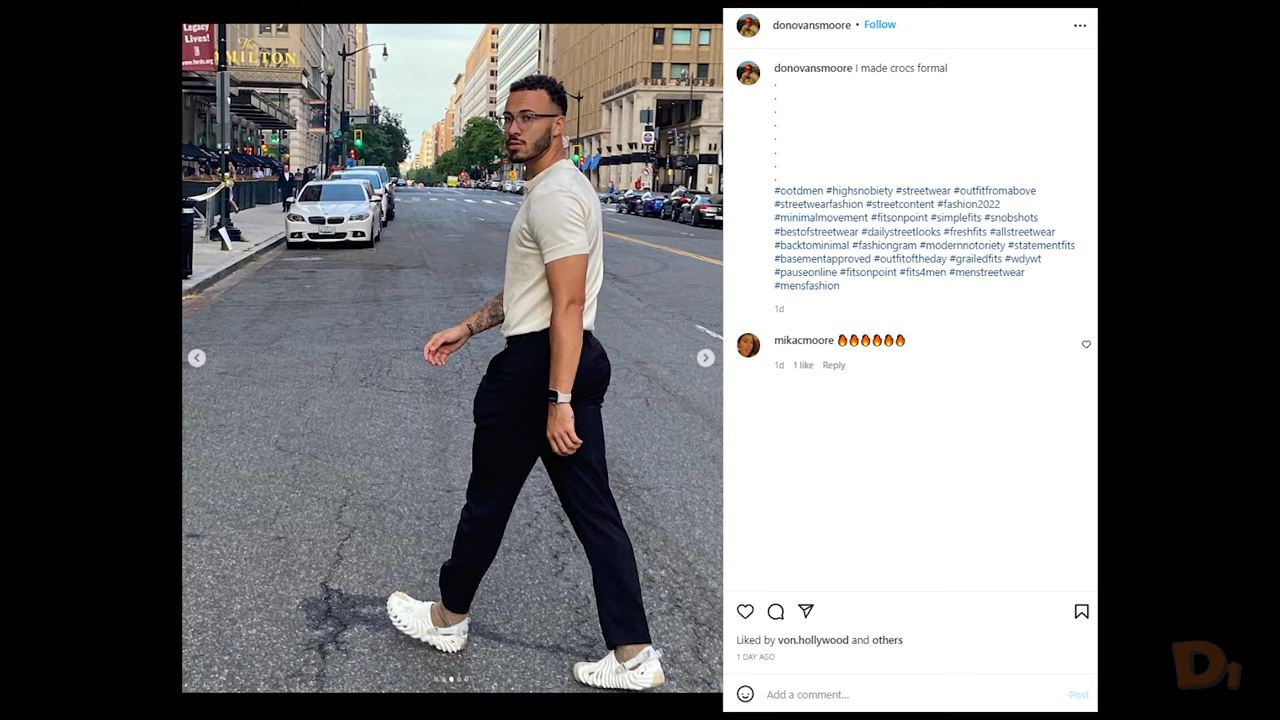 Legacy
Lives!
The
HAMILTON
donovansmoore • Follow
donovansmoore I made crocs formal
.
.
.
.
.
.
.
.
#ootdmen #highsnobiety #streetwear #outfitfromabove
#streetwearfashion #streetcontent #fashion2022
#minimalmovement #fitsonpoint #simplefits #snobshots
#bestofstreetwear #dailystreetlooks #freshfits #allstreetwear
#backtominimal #fashiongram #modernnotoriety #statementfits
#basementapproved #outfitoftheday #grailedfits #wdywt
#pauseonline #fitsonpoint #fits4men #menstreetwear
#mensfashion
1d
mikacmoore 🔥🔥🔥🔥🔥🔥
1d 1 like Reply
Liked by von.hollywood and others
1 DAY AGO
Add a comment... Post
D1